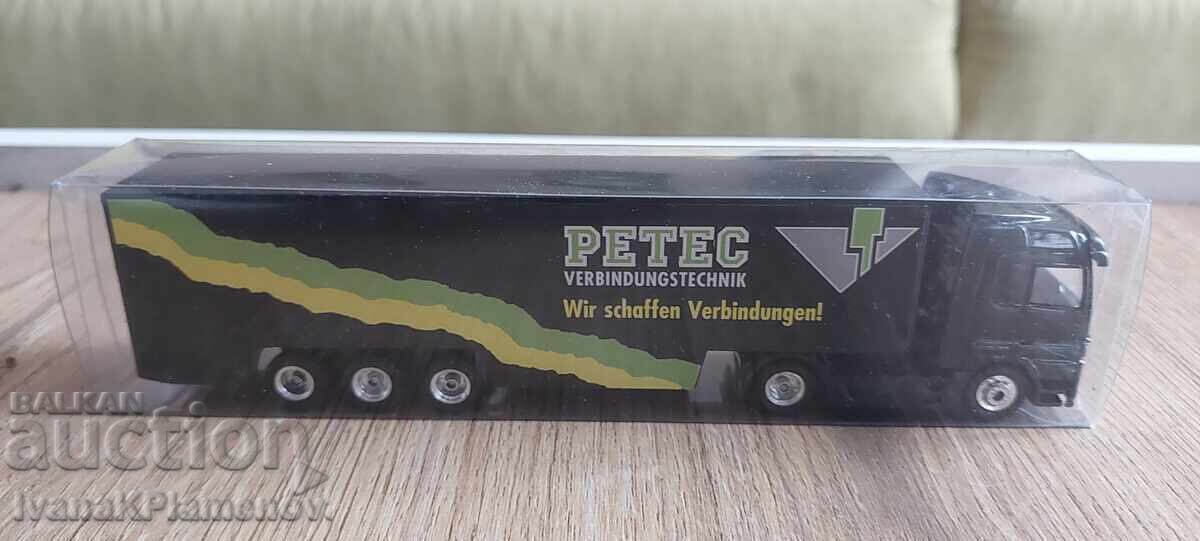 PETEC
VERBINDUNGSTECHNIK
Wir schaffen Verbindungen!
BALKAN
auction
IvanaKPlamenov.